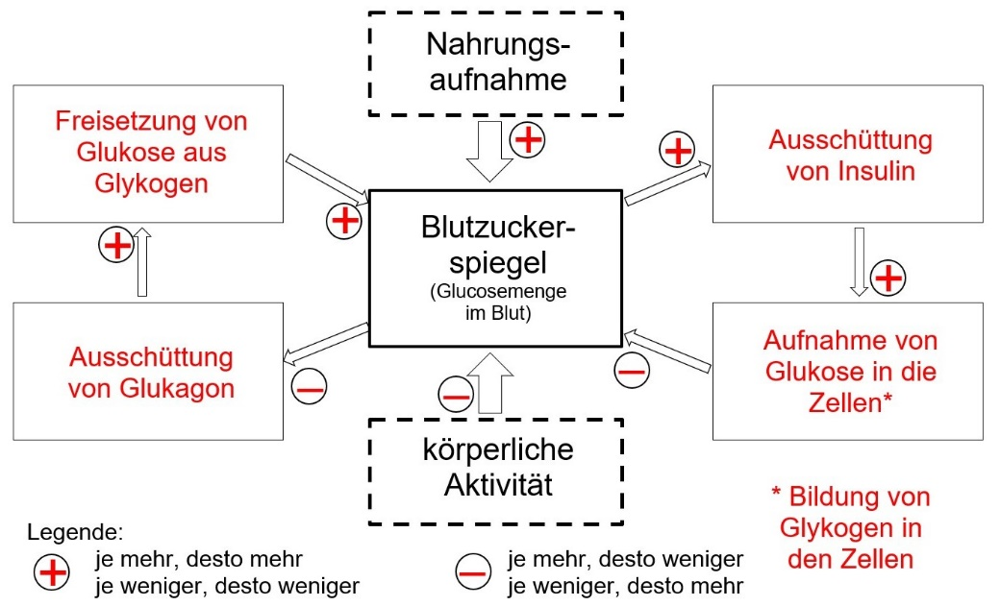 Nahrungs-
aufnahme
Freisetzung von
Glukose aus
Glykogen
Ausschüttung
von Insulin
Blutzucker-
spiegel
(Glucosemenge
im Blut)
Ausschüttung
von Glukagon
Aufnahme von
Glukose in die
Zellen*
körperliche
Aktivität
* Bildung von
Glykogen in
den Zellen
Legende:
je mehr, desto mehr
je weniger, desto weniger
je mehr, desto weniger
je weniger, desto mehr